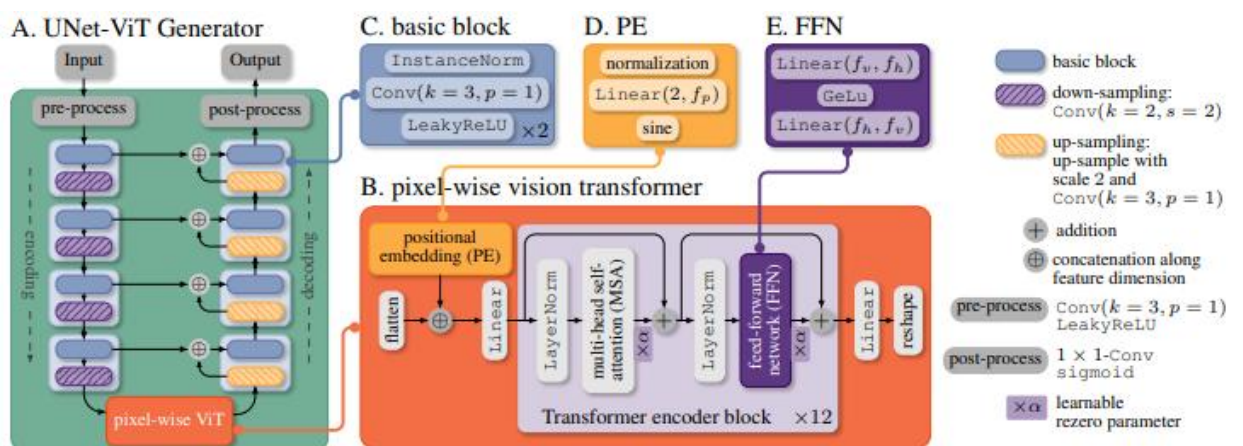 A. UNet-ViT Generator
Input
Output
pre-process
post-process
encoding
decoding
pixel-wise ViT
C. basic block
InstanceNorm
Conv(k = 3, p = 1)
LeakyReLU ×2
D. PE
normalization
Linear(2, f_p)
sine
E. FFN
Linear(f_v, f_h)
GeLu
Linear(f_h, f_v)
B. pixel-wise vision transformer
positional
embedding (PE)
flatten
⊕
Linear
LayerNorm
multi-head self-
attention (MSA)
×α
+
LayerNorm
feed-forward
network (FFN)
×α
+
Linear
reshape
Transformer encoder block ×12
basic block
down-sampling:
Conv(k = 2, s = 2)
up-sampling:
up-sample with
scale 2 and
Conv(k = 3, p = 1)
+ addition
⊕ concatenation along
feature dimension
pre-process Conv(k = 3, p = 1)
LeakyReLU
post-process 1 × 1-Conv
sigmoid
×α learnable
rezero parameter